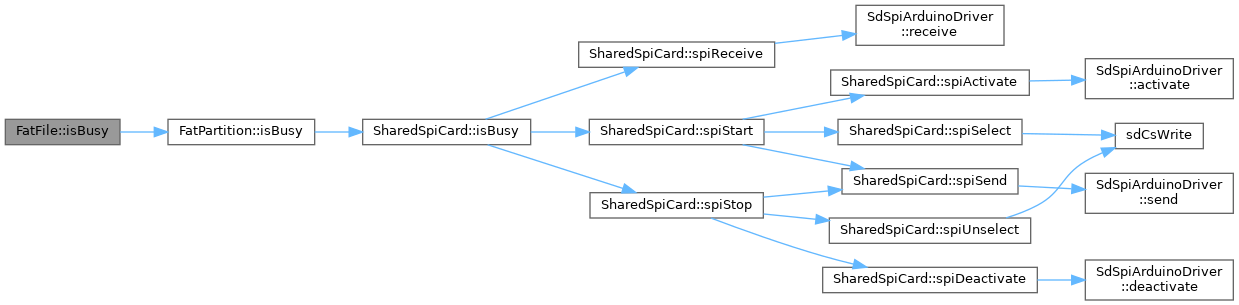 FatFile::isBusy
FatPartition::isBusy
SharedSpiCard::isBusy
SharedSpiCard::spiReceive
SdSpiArduinoDriver
::receive
SharedSpiCard::spiStart
SharedSpiCard::spiActivate
SdSpiArduinoDriver
::activate
SharedSpiCard::spiSelect
sdCsWrite
SharedSpiCard::spiSend
SdSpiArduinoDriver
::send
SharedSpiCard::spiStop
SharedSpiCard::spiUnselect
SharedSpiCard::spiDeactivate
SdSpiArduinoDriver
::deactivate